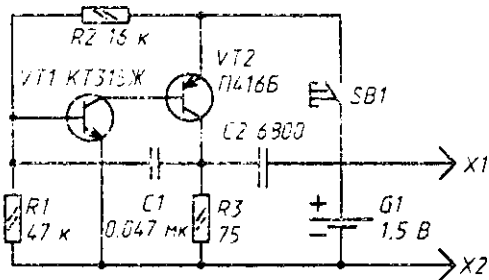 R2 16 к
VT1 КТ315Ж
VT2
П416Б
SB1
C2 6800
X1
R1
47 к
C1
0.047 мк
R3
75
+
−
G1
1.5 В
X2